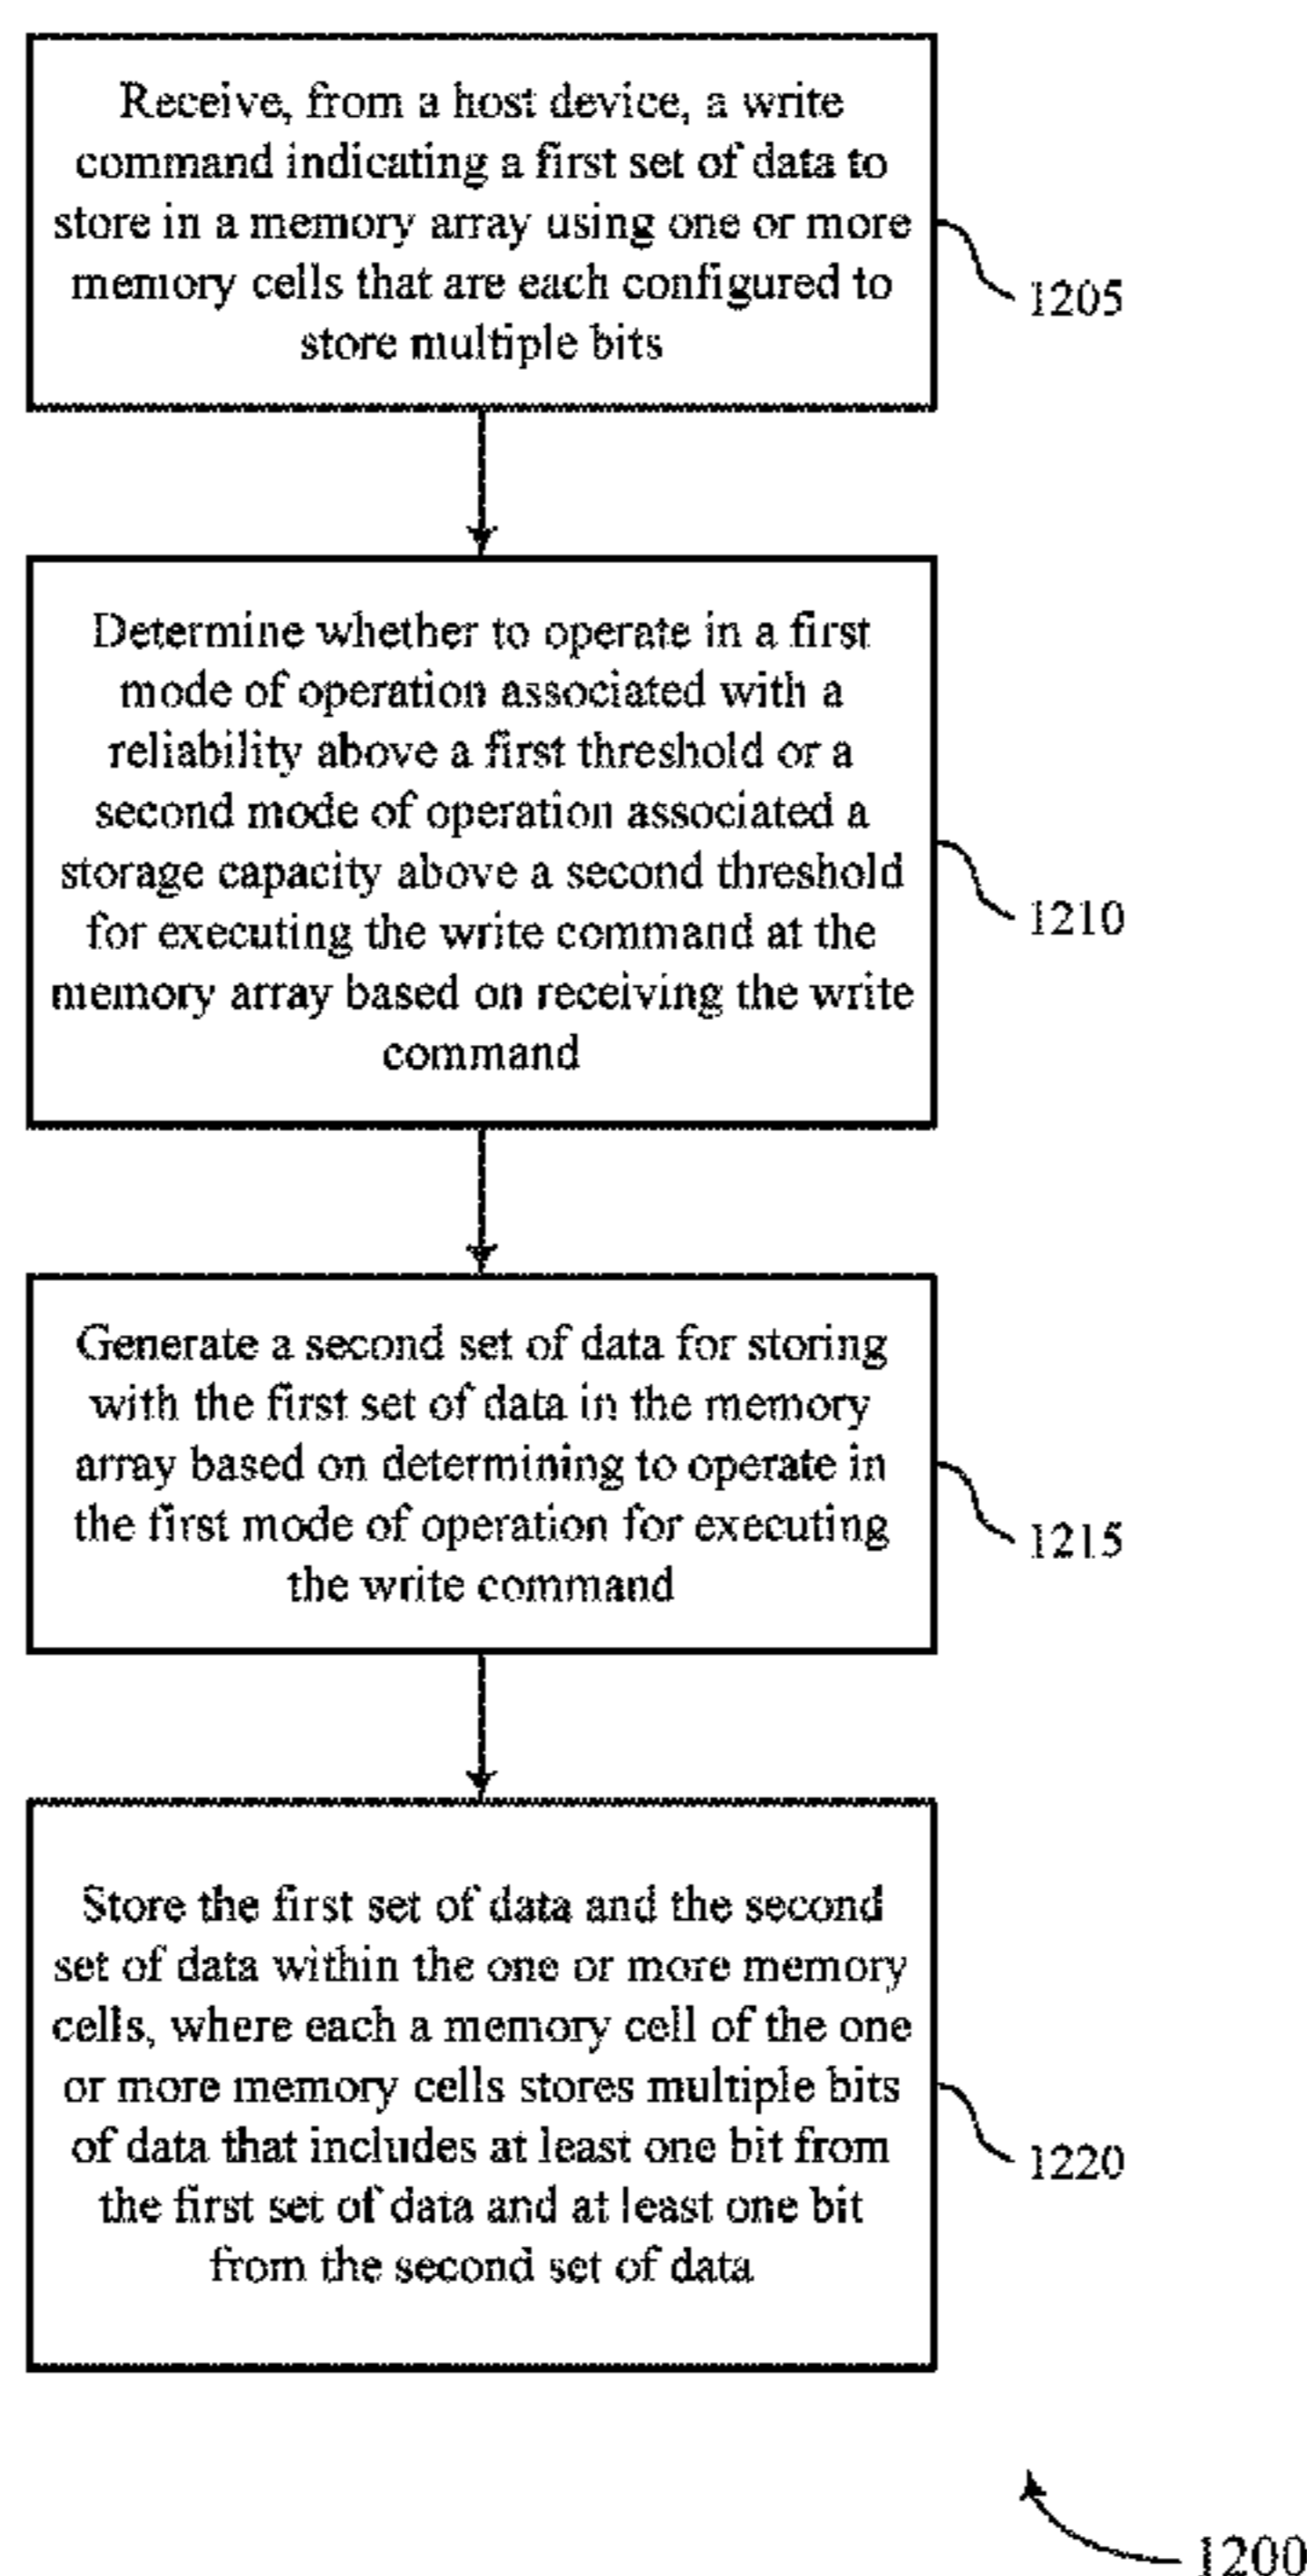 Receive, from a host device, a write
command indicating a first set of data to
store in a memory array using one or more
memory cells that are each configured to
store multiple bits
1205
Determine whether to operate in a first
mode of operation associated with a
reliability above a first threshold or a
second mode of operation associated a
storage capacity above a second threshold
for executing the write command at the
memory array based on receiving the write
command
1210
Generate a second set of data for storing
with the first set of data in the memory
array based on determining to operate in
the first mode of operation for executing
the write command
1215
Store the first set of data and the second
set of data within the one or more memory
cells, where each a memory cell of the one
or more memory cells stores multiple bits
of data that includes at least one bit from
the first set of data and at least one bit
from the second set of data
1220
1200